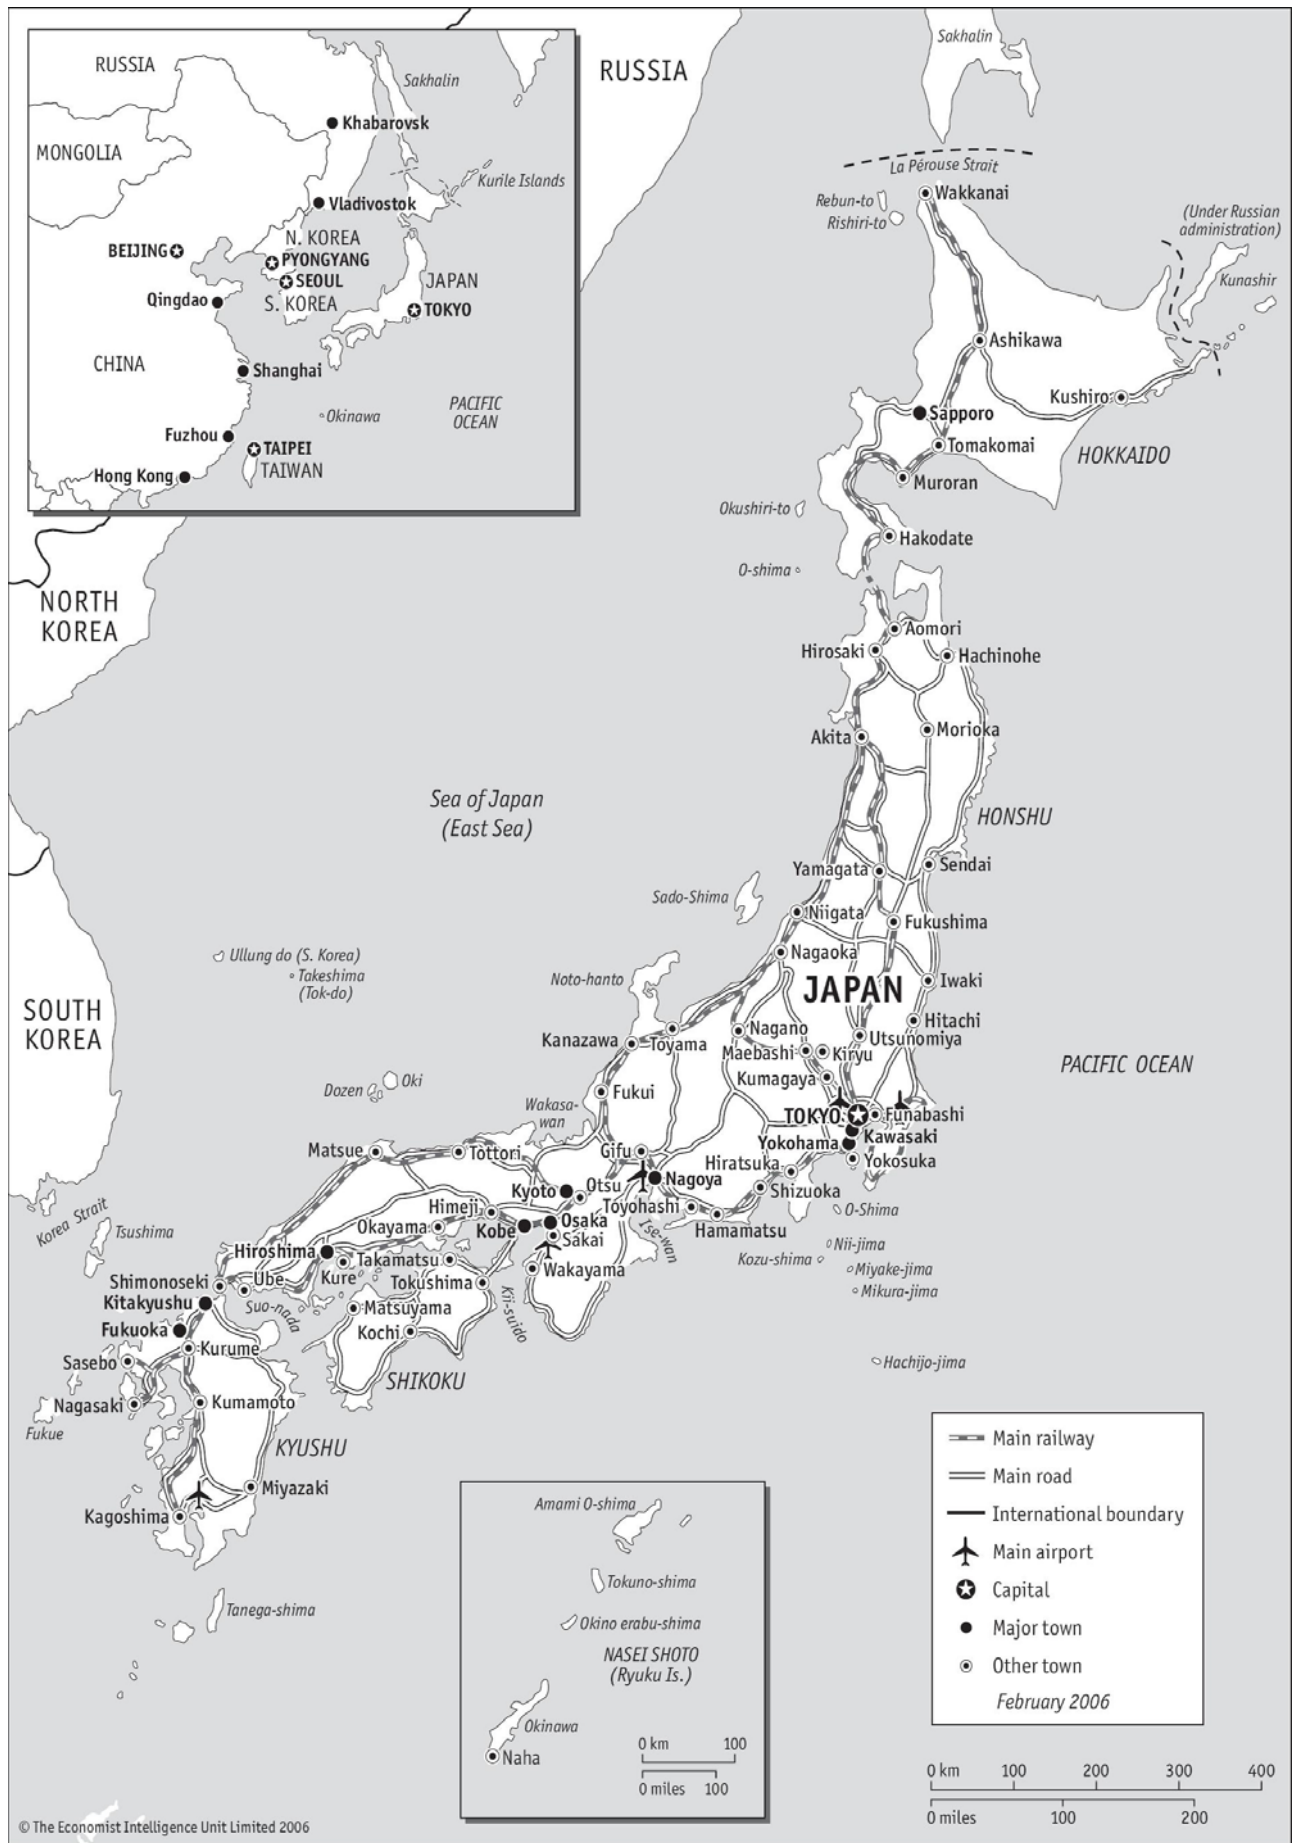 RUSSIA
Sakhalin
Khabarovsk
MONGOLIA
Kurile Islands
Vladivostok
N. KOREA
BEIJING
PYONGYANG
SEOUL
JAPAN
S. KOREA
Qingdao
TOKYO
CHINA
Shanghai
Okinawa
PACIFIC
OCEAN
Fuzhou
TAIPEI
TAIWAN
Hong Kong
RUSSIA
Sakhalin
La Pérouse Strait
Wakkanai
Rebun-to
Rishiri-to
(Under Russian
administration)
Kunashir
Ashikawa
Kushiro
Sapporo
Tomakomai
HOKKAIDO
Muroran
Okushiri-to
Hakodate
O-shima
NORTH
KOREA
Aomori
Hirosaki
Hachinohe
Akita
Morioka
Sea of Japan
(East Sea)
HONSHU
Yamagata
Sendai
Sado-Shima
Niigata
Fukushima
Nagaoka
Ullung do (S. Korea)
Takeshima
(Tok-do)
Noto-hanto
JAPAN
Iwaki
SOUTH
KOREA
Hitachi
Kanazawa
Toyama
Nagano
Utsunomiya
Maebashi
Kiryu
PACIFIC OCEAN
Kumagaya
Dozen
Oki
Fukui
Wakasa-
wan
TOKYO
Funabashi
Kawasaki
Yokohama
Yokosuka
Matsue
Tottori
Gifu
Hiratsuka
Nagoya
Kyoto
Otsu
Shizuoka
Toyohashi
Hamamatsu
O-Shima
Korea Strait
Tsushima
Himeji
Okayama
Kobe
Osaka
Sakai
Ise-wan
Nii-jima
Kozu-shima
Miyake-jima
Mikura-jima
Hiroshima
Kure
Takamatsu
Tokushima
Wakayama
Kii-suido
Shimonoseki
Ube
Kitakyushu
Suo-nada
Matsuyama
Kochi
Fukuoka
Kurume
Sasebo
SHIKOKU
Hachijo-jima
Nagasaki
Fukue
Kumamoto
KYUSHU
Miyazaki
Kagoshima
Tanega-shima
Amami O-shima
Tokuno-shima
Okino erabu-shima
NASEI SHOTO
(Ryuku Is.)
Okinawa
Naha
0 km 100
0 miles 100
Main railway
Main road
International boundary
Main airport
Capital
Major town
Other town
February 2006
0 km 100 200 300 400
0 miles 100 200
© The Economist Intelligence Unit Limited 2006